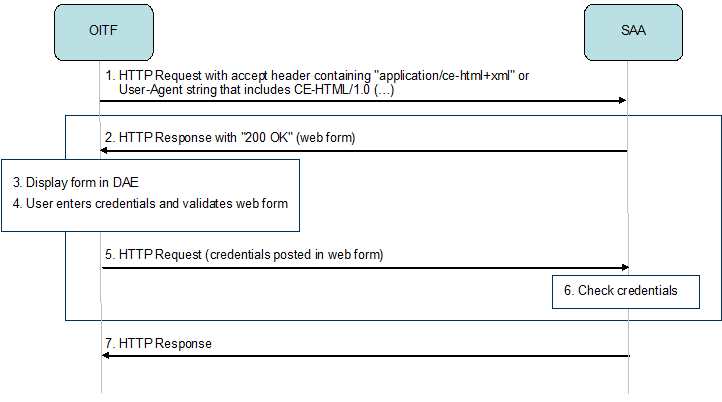 OITF
SAA
1. HTTP Request with accept header containing "application/ce-html+xml" or
User-Agent string that includes CE-HTML/1.0 (...)
2. HTTP Response with "200 OK" (web form)
3. Display form in DAE
4. User enters credentials and validates web form
5. HTTP Request (credentials posted in web form)
6. Check credentials
7. HTTP Response